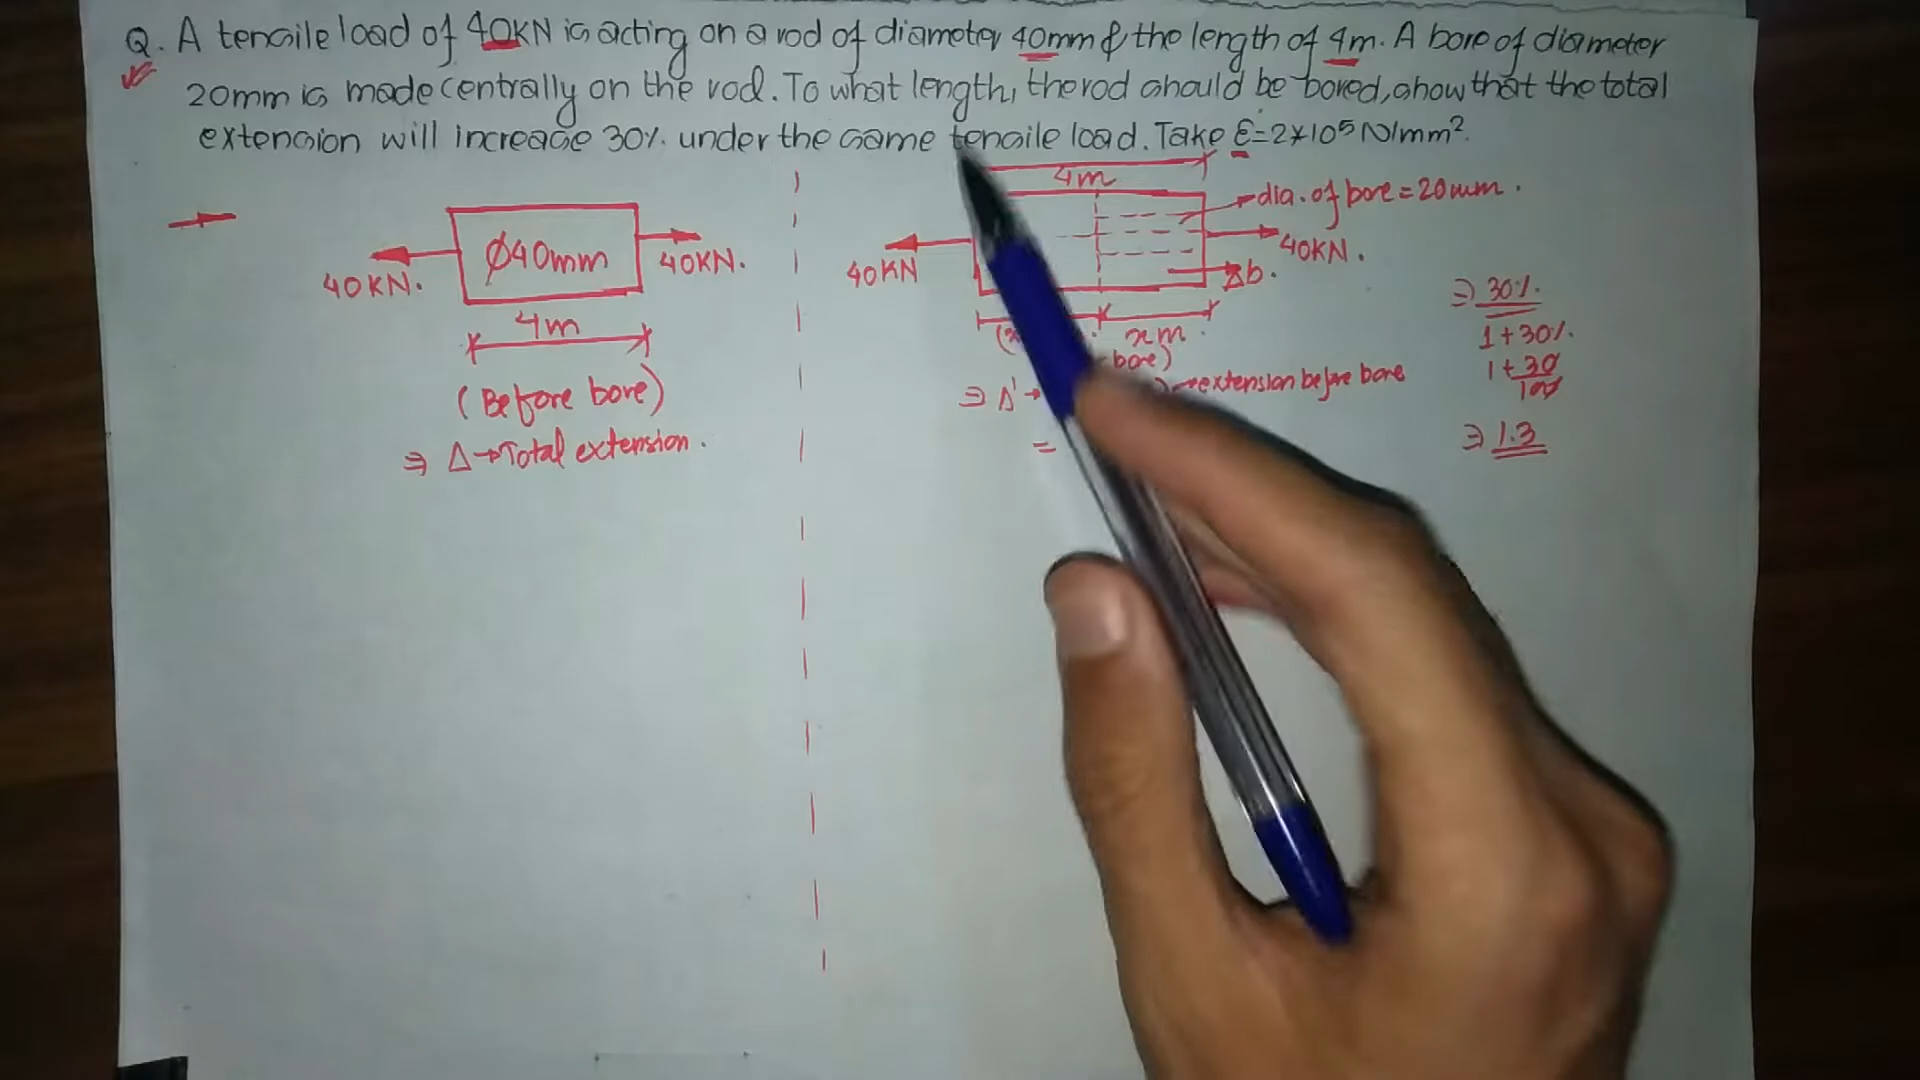 Q. A tensile load of 40KN is acting on a rod of diameter 40mm & the length of 4m. A bore of diameter
20mm is made centrally on the rod. To what length, the rod should be bored, show that the total
extension will increase 30%. under the same tensile load. Take E=2*10⁵N/mm².
Ø40mm
40KN.
40KN.
4m
(Before bore)
⇒ Δ→Total extension.
4m
dia. of bore = 20mm.
40KN
40KN.
Δb.
xm.
bore)
⇒ Δ' → extension before bore
=
⇒ 30%.
1+30%.
1+30/100
⇒ 1.3